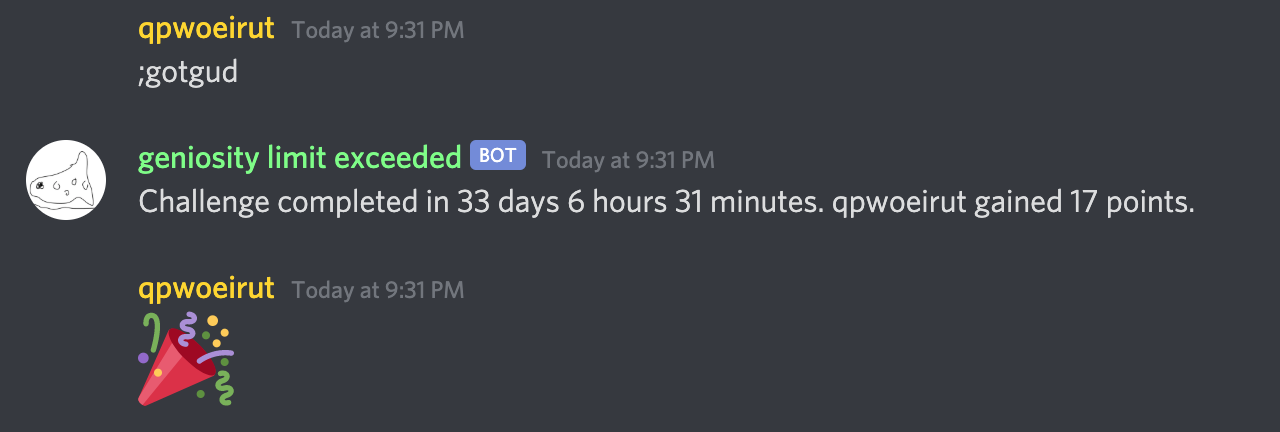 qpwoeirut Today at 9:31 PM
;gotgud
geniosity limit exceeded BOT Today at 9:31 PM
Challenge completed in 33 days 6 hours 31 minutes. qpwoeirut gained 17 points.
qpwoeirut Today at 9:31 PM